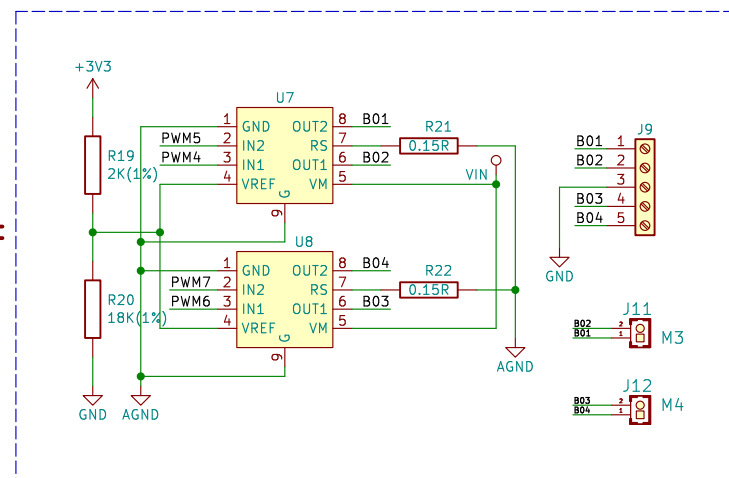 +3V3
R19
2K(1%)
R20
18K(1%)
GND
AGND
U7
1 GND OUT2 8 B01
PWM5 2 IN2 RS 7
PWM4 3 IN1 OUT1 6 B02
4 VREF VM 5
G
9
R21
0.15R
VIN
U8
1 GND OUT2 8 B04
PWM7 2 IN2 RS 7
PWM6 3 IN1 OUT1 6 B03
4 VREF VM 5
G
9
R22
0.15R
AGND
J9
B01 1
B02 2
3
B03 4
B04 5
GND
J11
B02 2
B01 1
M3
J12
B03 2
B04 1
M4